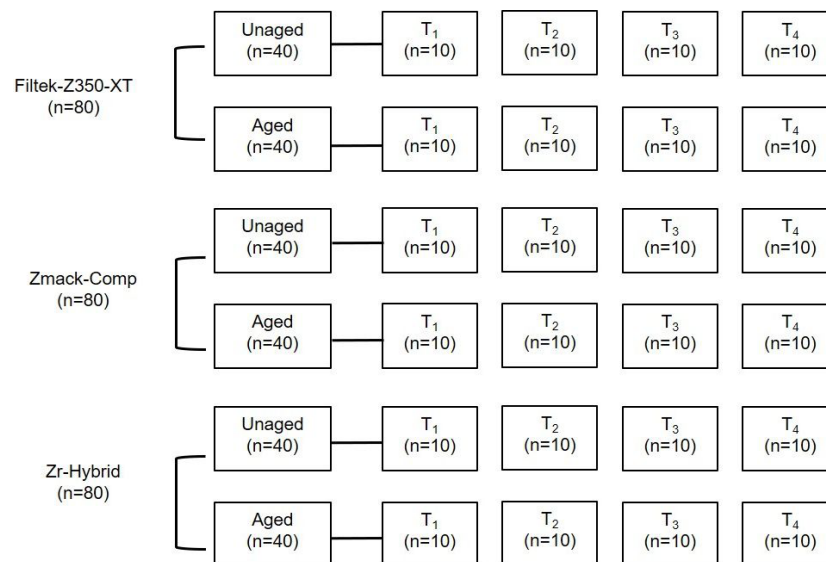 Filtek-Z350-XT
(n=80)
Unaged
(n=40)
T₁
(n=10)
T₂
(n=10)
T₃
(n=10)
T₄
(n=10)
Aged
(n=40)
T₁
(n=10)
T₂
(n=10)
T₃
(n=10)
T₄
(n=10)
Zmack-Comp
(n=80)
Unaged
(n=40)
T₁
(n=10)
T₂
(n=10)
T₃
(n=10)
T₄
(n=10)
Aged
(n=40)
T₁
(n=10)
T₂
(n=10)
T₃
(n=10)
T₄
(n=10)
Zr-Hybrid
(n=80)
Unaged
(n=40)
T₁
(n=10)
T₂
(n=10)
T₃
(n=10)
T₄
(n=10)
Aged
(n=40)
T₁
(n=10)
T₂
(n=10)
T₃
(n=10)
T₄
(n=10)